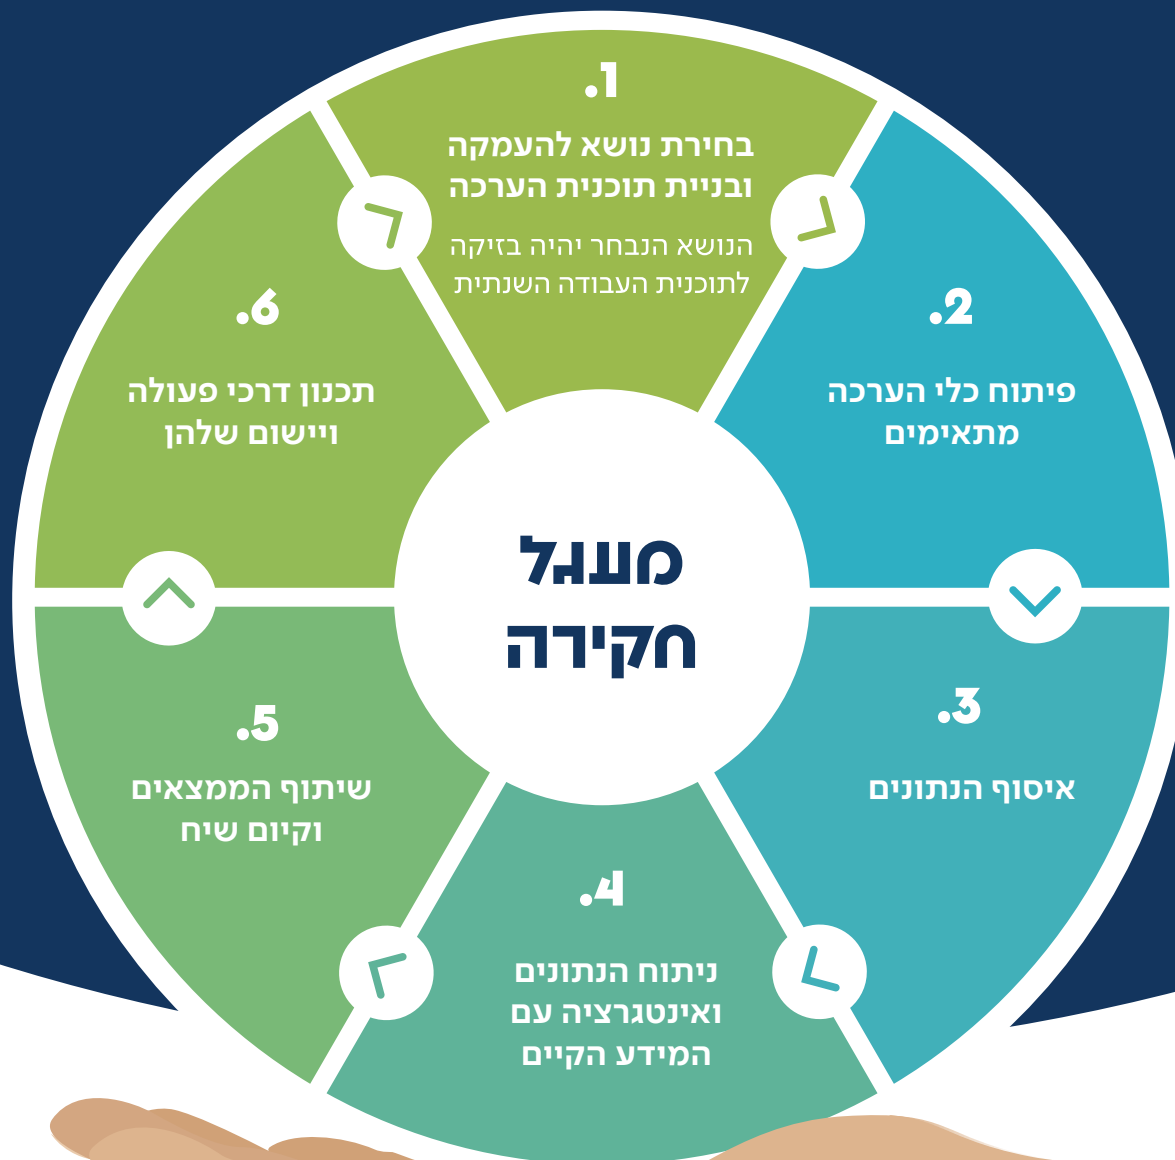 מעגל
חקירה
1.
בחירת נושא להעמקה
ובניית תוכנית הערכה
הנושא הנבחר יהיה בזיקה
לתוכנית העבודה השנתית
2.
פיתוח כלי הערכה
מתאימים
3.
איסוף הנתונים
4.
ניתוח הנתונים
ואינטגרציה עם
המידע הקיים
5.
שיתוף הממצאים
וקיום שיח
6.
תכנון דרכי פעולה
ויישום שלהן